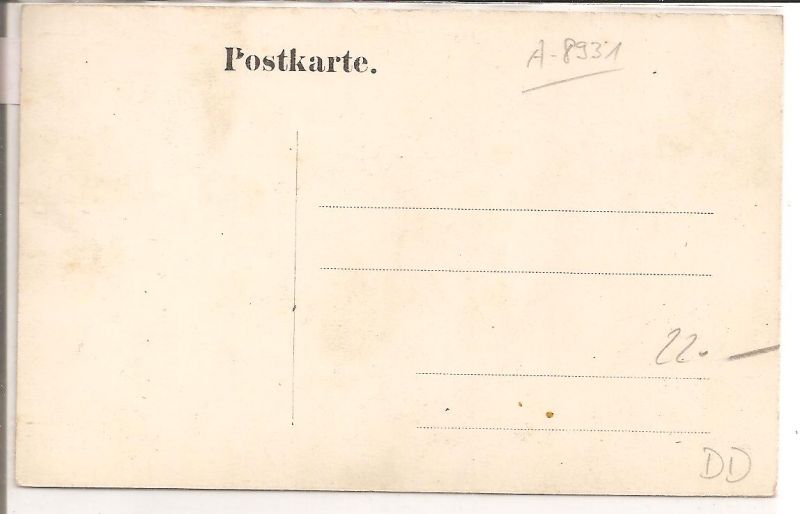 Postkarte.
A-8931
22.-
DD